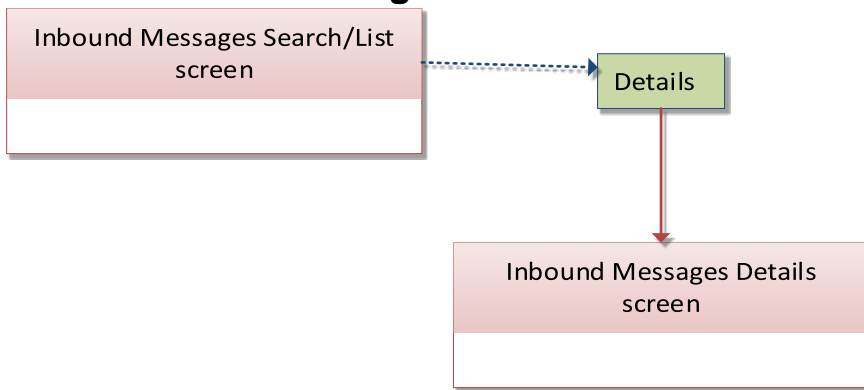 Inbound Messages Search/List
screen
Details
Inbound Messages Details
screen